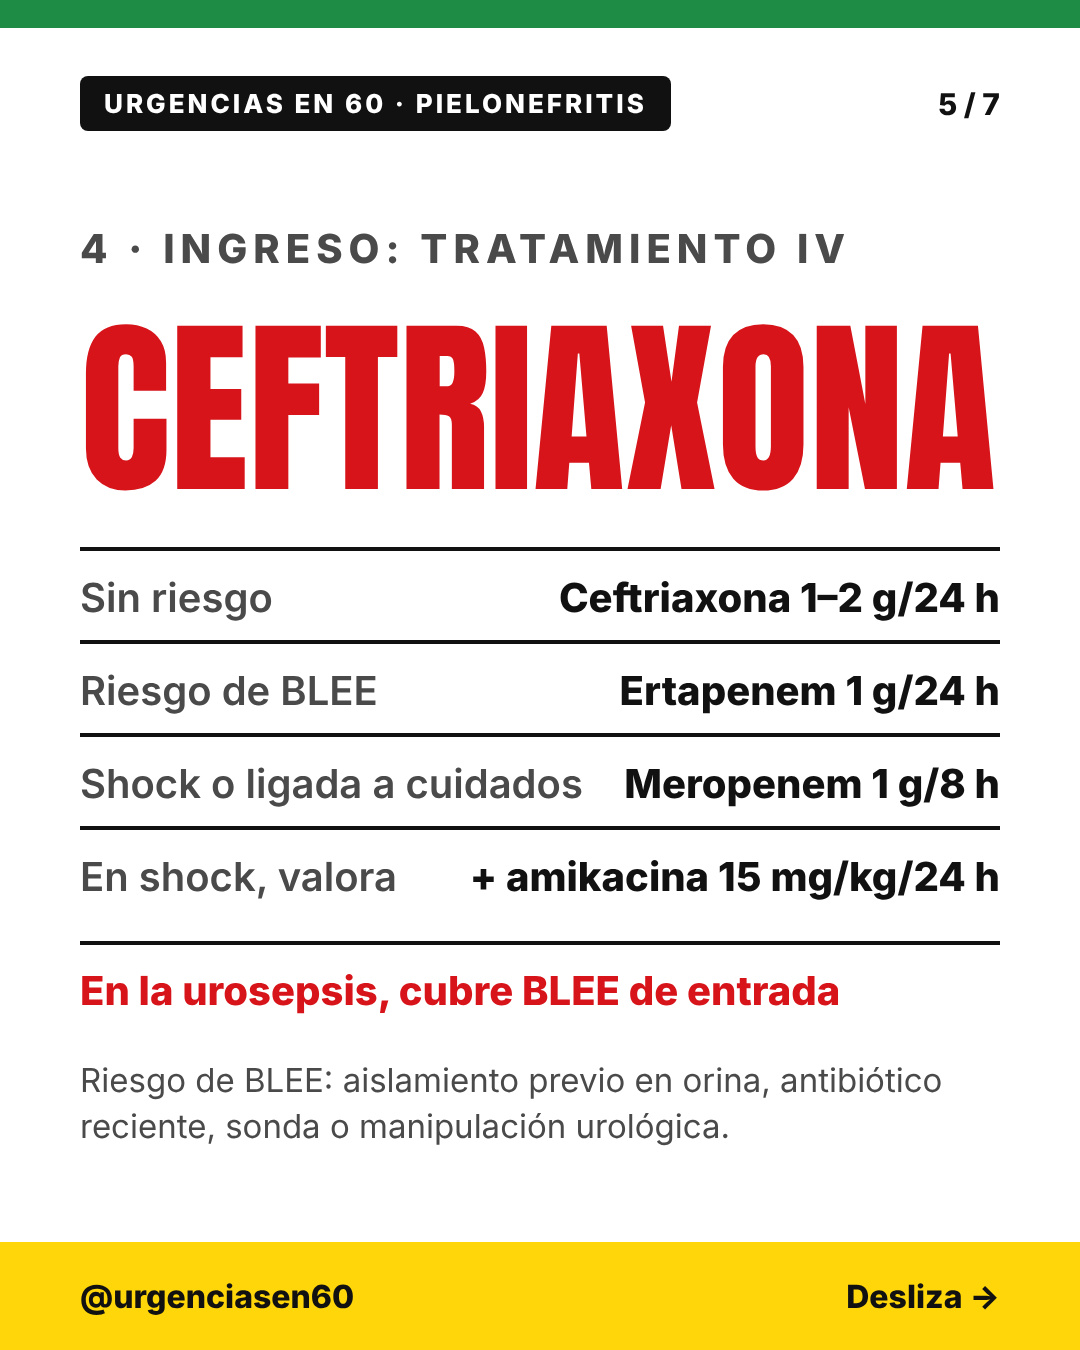 URGENCIAS EN 60 · PIELONEFRITIS
5 / 7
4 · INGRESO: TRATAMIENTO IV
CEFTRIAXONA
Sin riesgo Ceftriaxona 1–2 g/24 h
Riesgo de BLEE Ertapenem 1 g/24 h
Shock o ligada a cuidados Meropenem 1 g/8 h
En shock, valora + amikacina 15 mg/kg/24 h
En la urosepsis, cubre BLEE de entrada
Riesgo de BLEE: aislamiento previo en orina, antibiótico
reciente, sonda o manipulación urológica.
@urgenciasen60
Desliza →